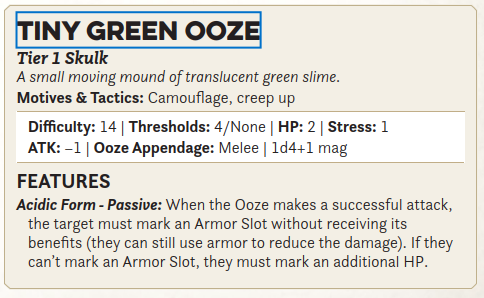 TINY GREEN OOZE
Tier 1 Skulk
A small moving mound of translucent green slime.
Motives & Tactics: Camouflage, creep up
Difficulty: 14 | Thresholds: 4/None | HP: 2 | Stress: 1
ATK: −1 | Ooze Appendage: Melee | 1d4+1 mag
FEATURES
Acidic Form - Passive: When the Ooze makes a successful attack,
the target must mark an Armor Slot without receiving its
benefits (they can still use armor to reduce the damage). If they
can’t mark an Armor Slot, they must mark an additional HP.